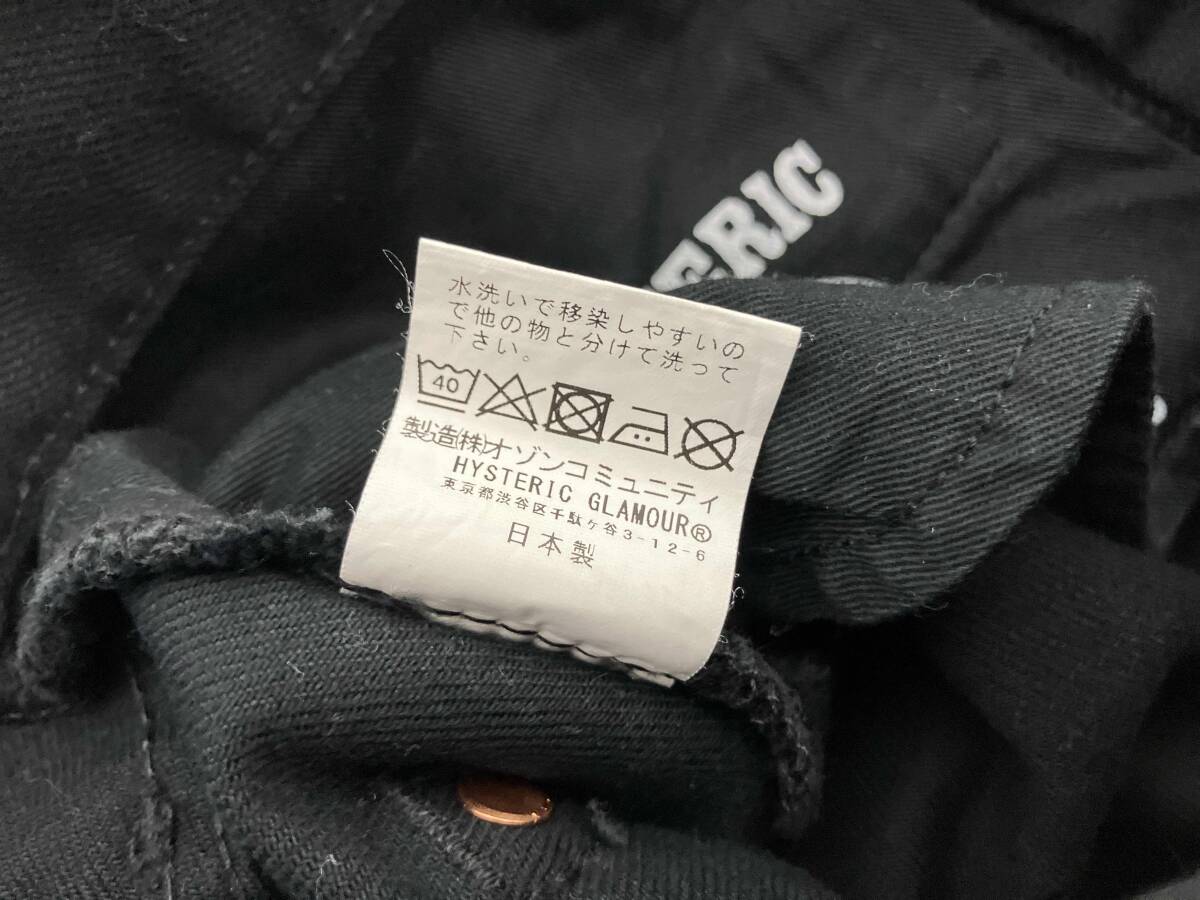 ERIC
水洗いで移染しやすいの
で他の物と分けて洗って
下さい。
40
製造(株)オゾンコミュニティ
HYSTERIC GLAMOUR®
東京都渋谷区千駄ケ谷3-12-6
日本製